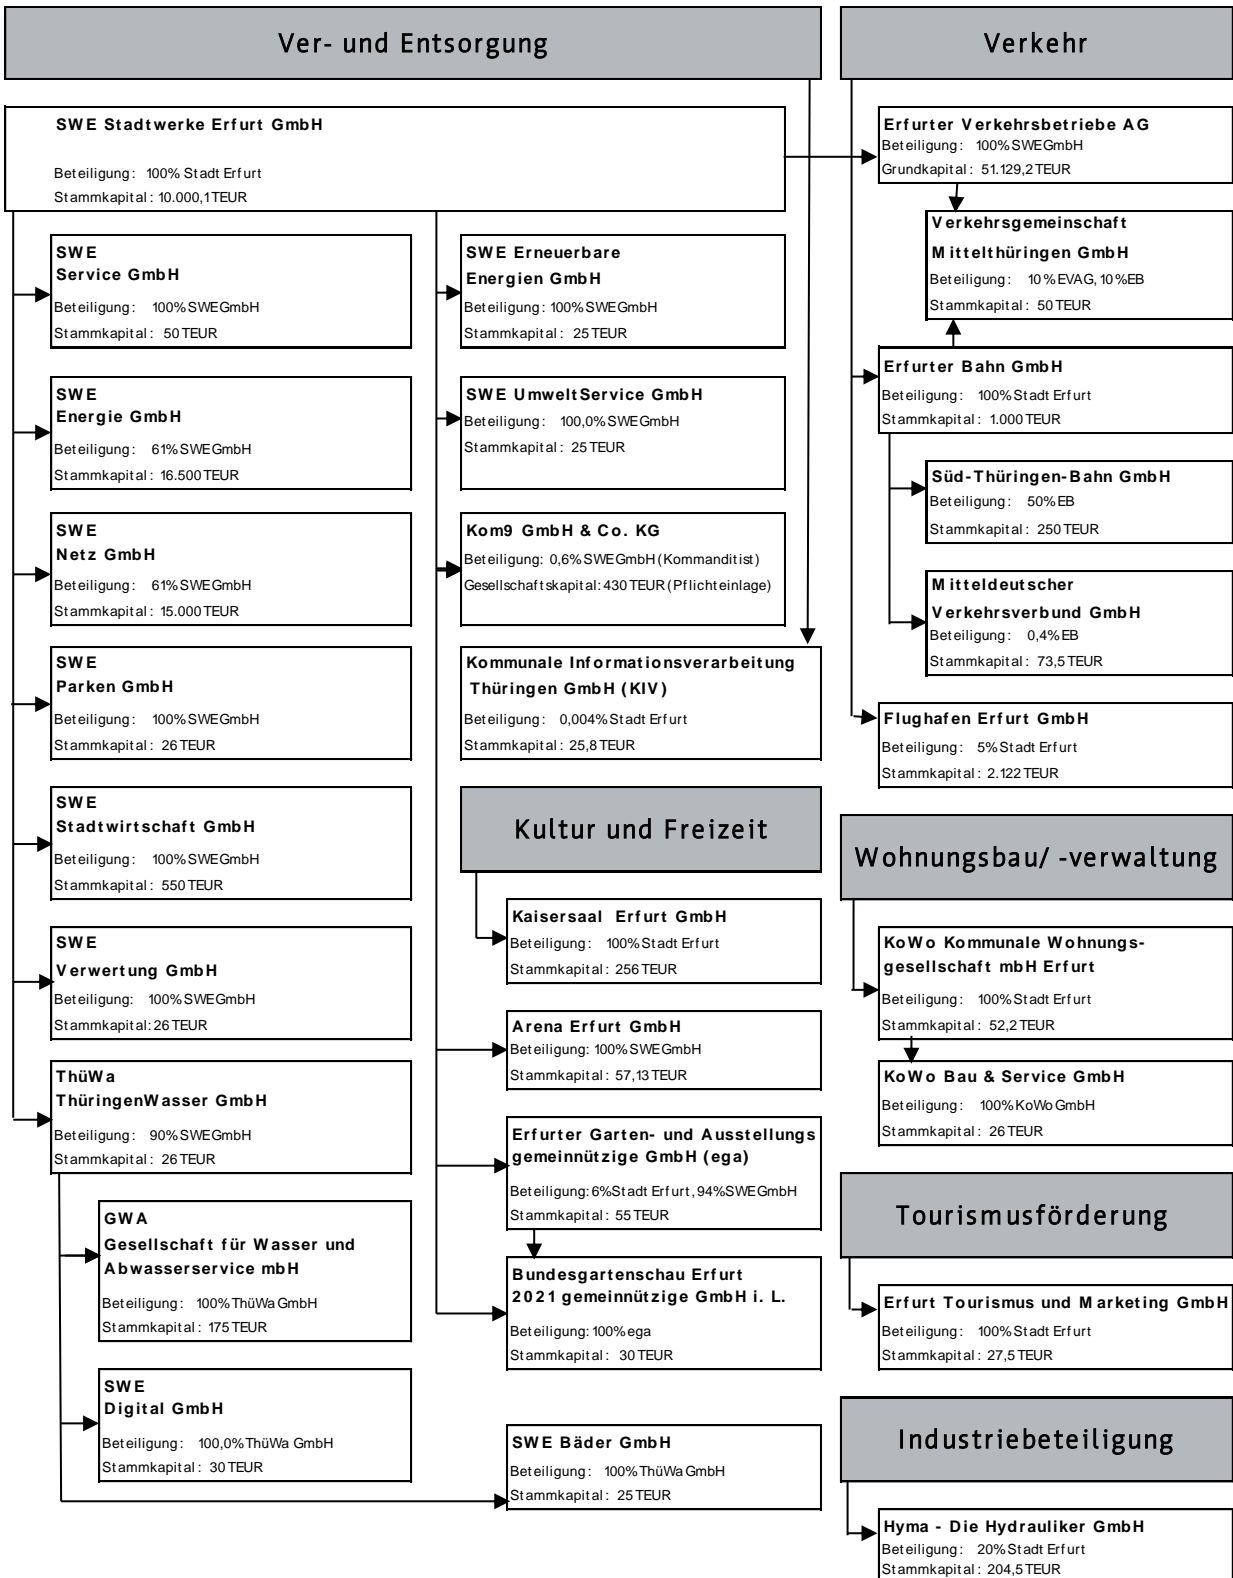 Ver- und Entsorgung
SWE Stadtwerke Erfurt GmbH
Beteiligung: 100% Stadt Erfurt
Stammkapital: 10.000,1 TEUR
SWE
Service GmbH
Beteiligung: 100% SWE GmbH
Stammkapital: 50 TEUR
SWE
Energie GmbH
Beteiligung: 61% SWE GmbH
Stammkapital: 16.500 TEUR
SWE
Netz GmbH
Beteiligung: 61% SWE GmbH
Stammkapital: 15.000 TEUR
SWE
Parken GmbH
Beteiligung: 100% SWE GmbH
Stammkapital: 26 TEUR
SWE
Stadtwirtschaft GmbH
Beteiligung: 100% SWE GmbH
Stammkapital: 550 TEUR
SWE
Verwertung GmbH
Beteiligung: 100% SWE GmbH
Stammkapital: 26 TEUR
ThüWa
ThüringenWasser GmbH
Beteiligung: 90% SWE GmbH
Stammkapital: 26 TEUR
GWA
Gesellschaft für Wasser und
Abwasserservice mbH
Beteiligung: 100% ThüWa GmbH
Stammkapital: 175 TEUR
SWE
Digital GmbH
Beteiligung: 100,0% ThüWa GmbH
Stammkapital: 30 TEUR
SWE Erneuerbare
Energien GmbH
Beteiligung: 100% SWE GmbH
Stammkapital: 25 TEUR
SWE UmweltService GmbH
Beteiligung: 100,0% SWE GmbH
Stammkapital: 25 TEUR
Kom9 GmbH & Co. KG
Beteiligung: 0,6% SWE GmbH (Kommanditist)
Gesellschaftskapital: 430 TEUR (Pflichteinlage)
Kommunale Informationsverarbeitung
Thüringen GmbH (KIV)
Beteiligung: 0,004% Stadt Erfurt
Stammkapital: 25,8 TEUR
Kultur und Freizeit
Kaisersaal Erfurt GmbH
Beteiligung: 100% Stadt Erfurt
Stammkapital: 256 TEUR
Arena Erfurt GmbH
Beteiligung: 100% SWE GmbH
Stammkapital: 57,13 TEUR
Erfurter Garten- und Ausstellungs
gemeinnützige GmbH (ega)
Beteiligung: 6% Stadt Erfurt, 94% SWE GmbH
Stammkapital: 55 TEUR
Bundesgartenschau Erfurt
2021 gemeinnützige GmbH i. L.
Beteiligung: 100% ega
Stammkapital: 30 TEUR
SWE Bäder GmbH
Beteiligung: 100% ThüWa GmbH
Stammkapital: 25 TEUR
Verkehr
Erfurter Verkehrsbetriebe AG
Beteiligung: 100% SWE GmbH
Grundkapital: 51.129,2 TEUR
Verkehrsgemeinschaft
Mittelthüringen GmbH
Beteiligung: 10% EVAG, 10% EB
Stammkapital: 50 TEUR
Erfurter Bahn GmbH
Beteiligung: 100% Stadt Erfurt
Stammkapital: 1.000 TEUR
Süd-Thüringen-Bahn GmbH
Beteiligung: 50% EB
Stammkapital: 250 TEUR
Mitteldeutscher
Verkehrsverbund GmbH
Beteiligung: 0,4% EB
Stammkapital: 73,5 TEUR
Flughafen Erfurt GmbH
Beteiligung: 5% Stadt Erfurt
Stammkapital: 2.122 TEUR
Wohnungsbau/ -verwaltung
KoWo Kommunale Wohnungs-
gesellschaft mbH Erfurt
Beteiligung: 100% Stadt Erfurt
Stammkapital: 52,2 TEUR
KoWo Bau & Service GmbH
Beteiligung: 100% KoWo GmbH
Stammkapital: 26 TEUR
Tourismusförderung
Erfurt Tourismus und Marketing GmbH
Beteiligung: 100% Stadt Erfurt
Stammkapital: 27,5 TEUR
Industriebeteiligung
Hyma - Die Hydrauliker GmbH
Beteiligung: 20% Stadt Erfurt
Stammkapital: 204,5 TEUR